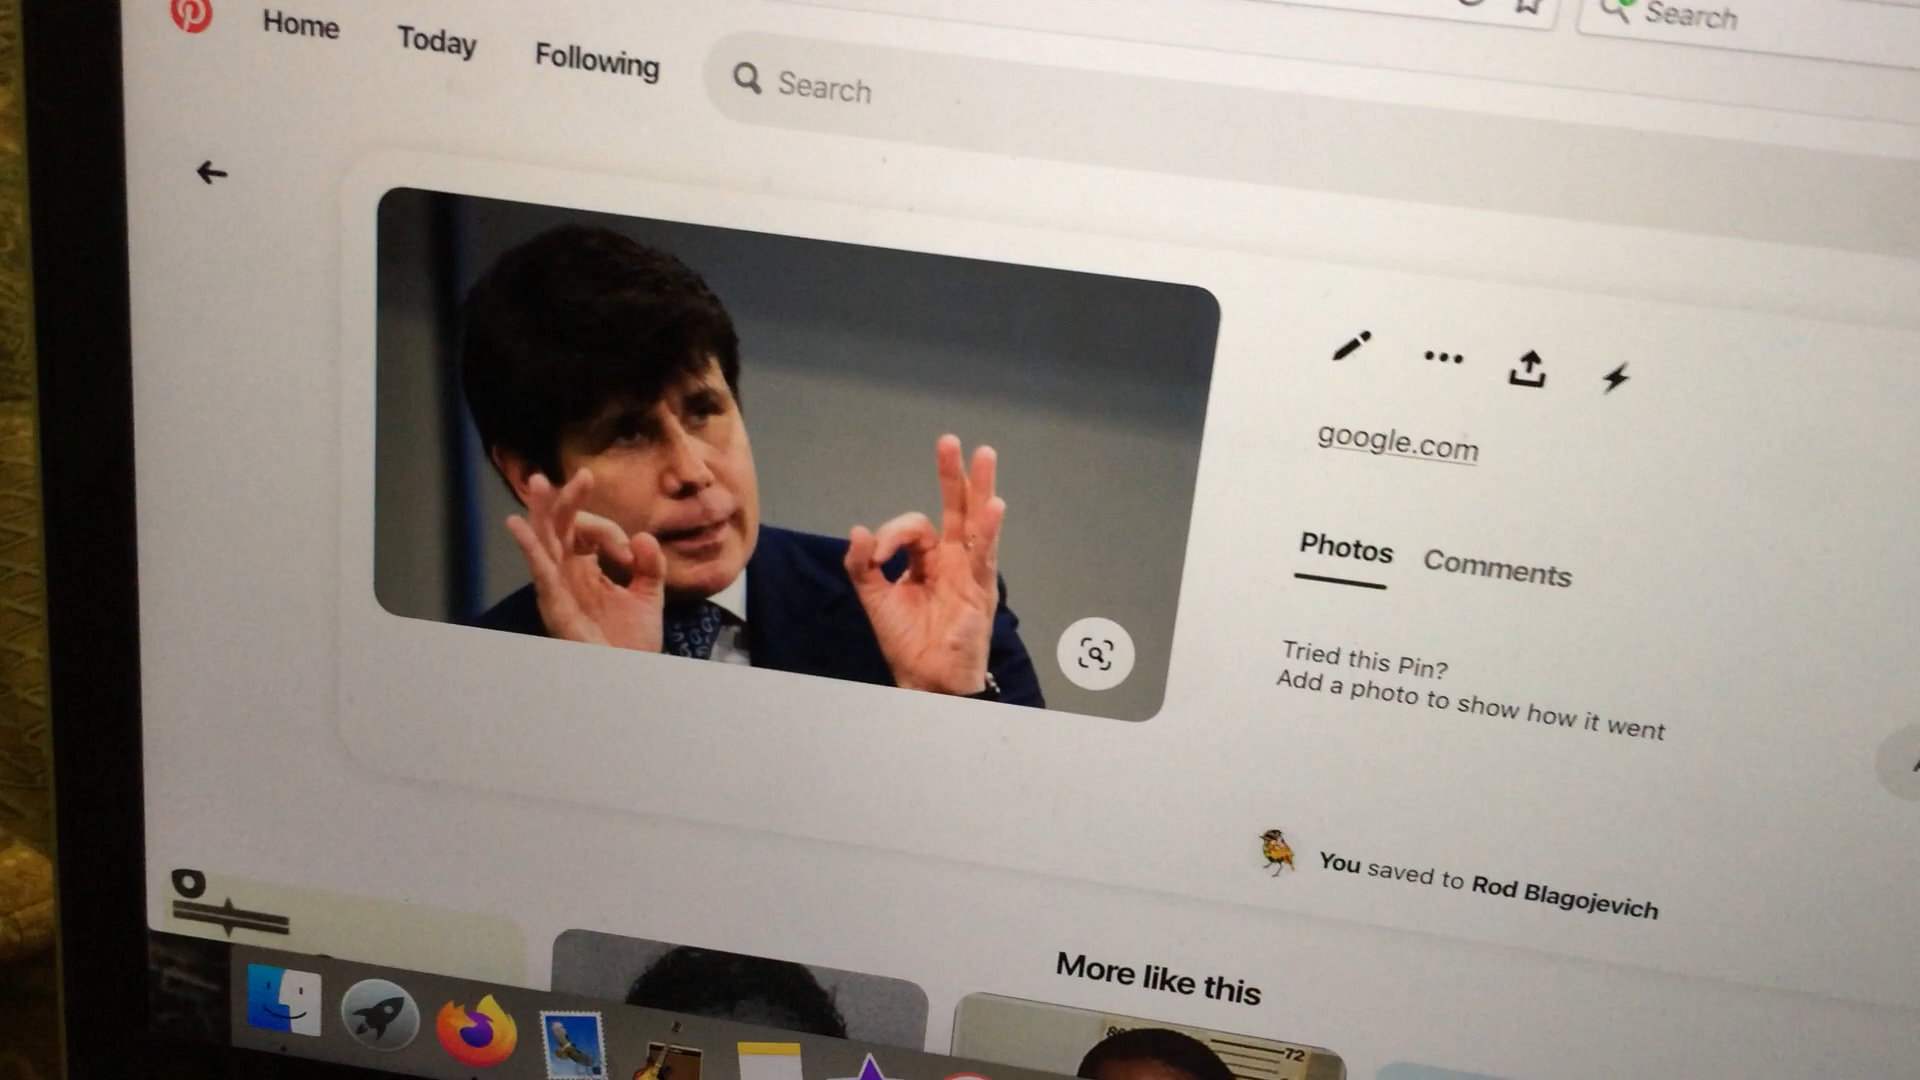 Search
Home
Today
Following
Search
google.com
Photos
Comments
Tried this Pin?
Add a photo to show how it went
You saved to Rod Blagojevich
More like this
72